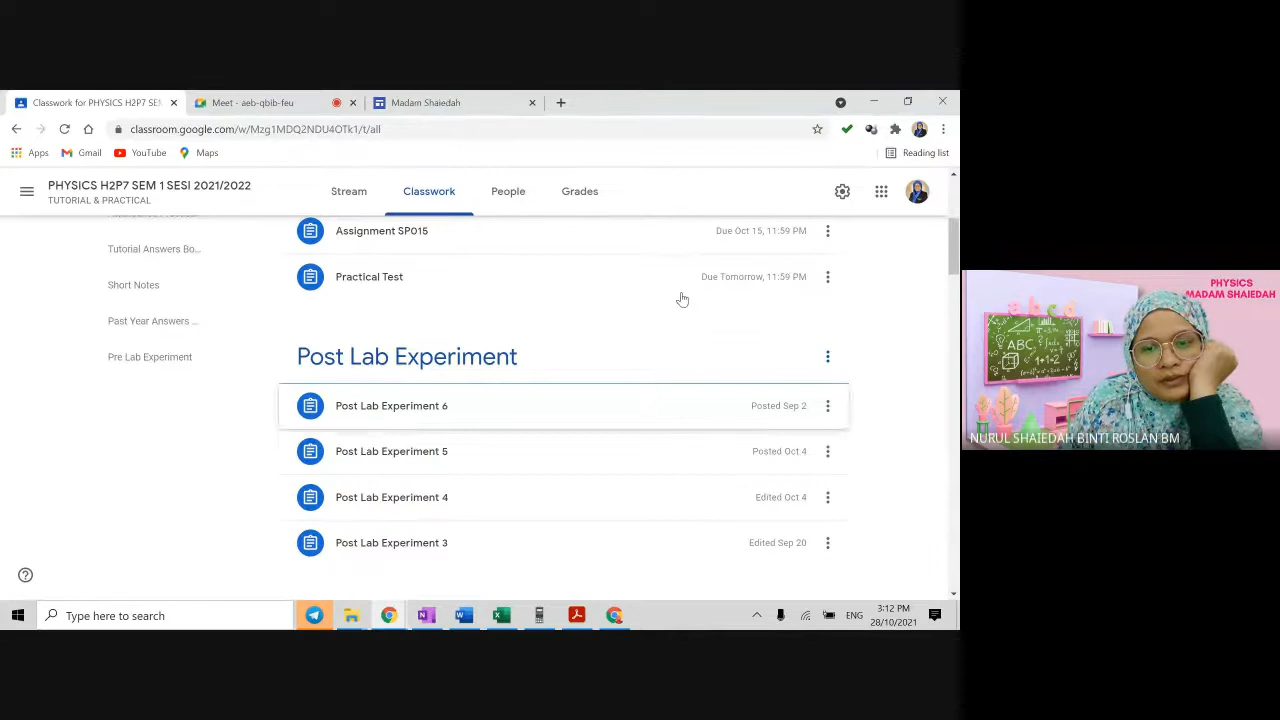 Classwork for PHYSICS H2P7 SEM
Meet - aeb-qbib-feu
Madam Shaiedah
classroom.google.com/w/Mzg1MDQ2NDU4OTk1/t/all
Apps
Gmail
YouTube
Maps
Reading list
PHYSICS H2P7 SEM 1 SESI 2021/2022
TUTORIAL & PRACTICAL
Stream
Classwork
People
Grades
Tutorial Answers Bo...
Short Notes
Past Year Answers ...
Pre Lab Experiment
Assignment SP015
Due Oct 15, 11:59 PM
Practical Test
Due Tomorrow, 11:59 PM
Post Lab Experiment
Post Lab Experiment 6
Posted Sep 2
Post Lab Experiment 5
Posted Oct 4
Post Lab Experiment 4
Edited Oct 4
Post Lab Experiment 3
Edited Sep 20
Type here to search
ENG
3:12 PM
28/10/2021
PHYSICS
MADAM SHAIEDAH
a b c d
ABC
1+1=2
NURUL SHAIEDAH BINTI ROSLAN BM